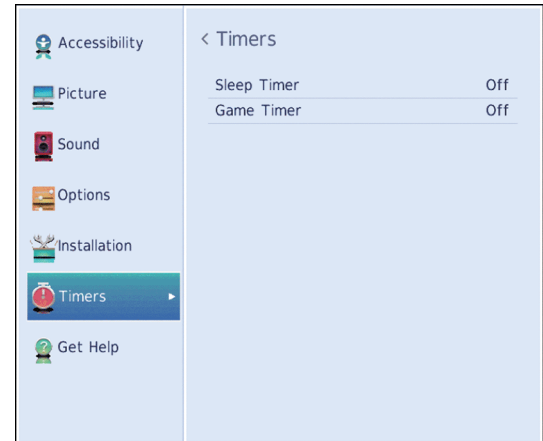 Accessibility
Picture
Sound
Options
Installation
Timers
Get Help
< Timers
Sleep Timer Off
Game Timer Off